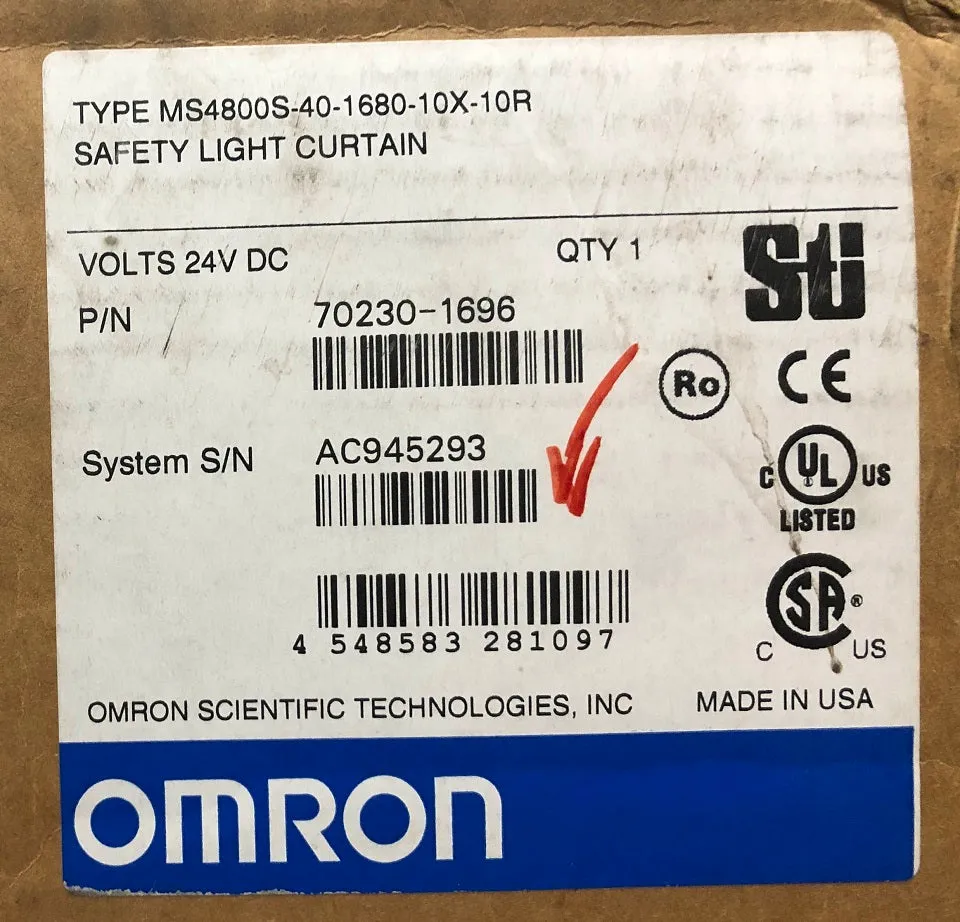 TYPE MS4800S-40-1680-10X-10R
SAFETY LIGHT CURTAIN
VOLTS 24V DC
QTY 1
Sti
P/N
70230-1696
Ro
CE
System S/N
AC945293
C UL US
LISTED
4 548583 281097
SA®
C US
OMRON SCIENTIFIC TECHNOLOGIES, INC
MADE IN USA
OMRON